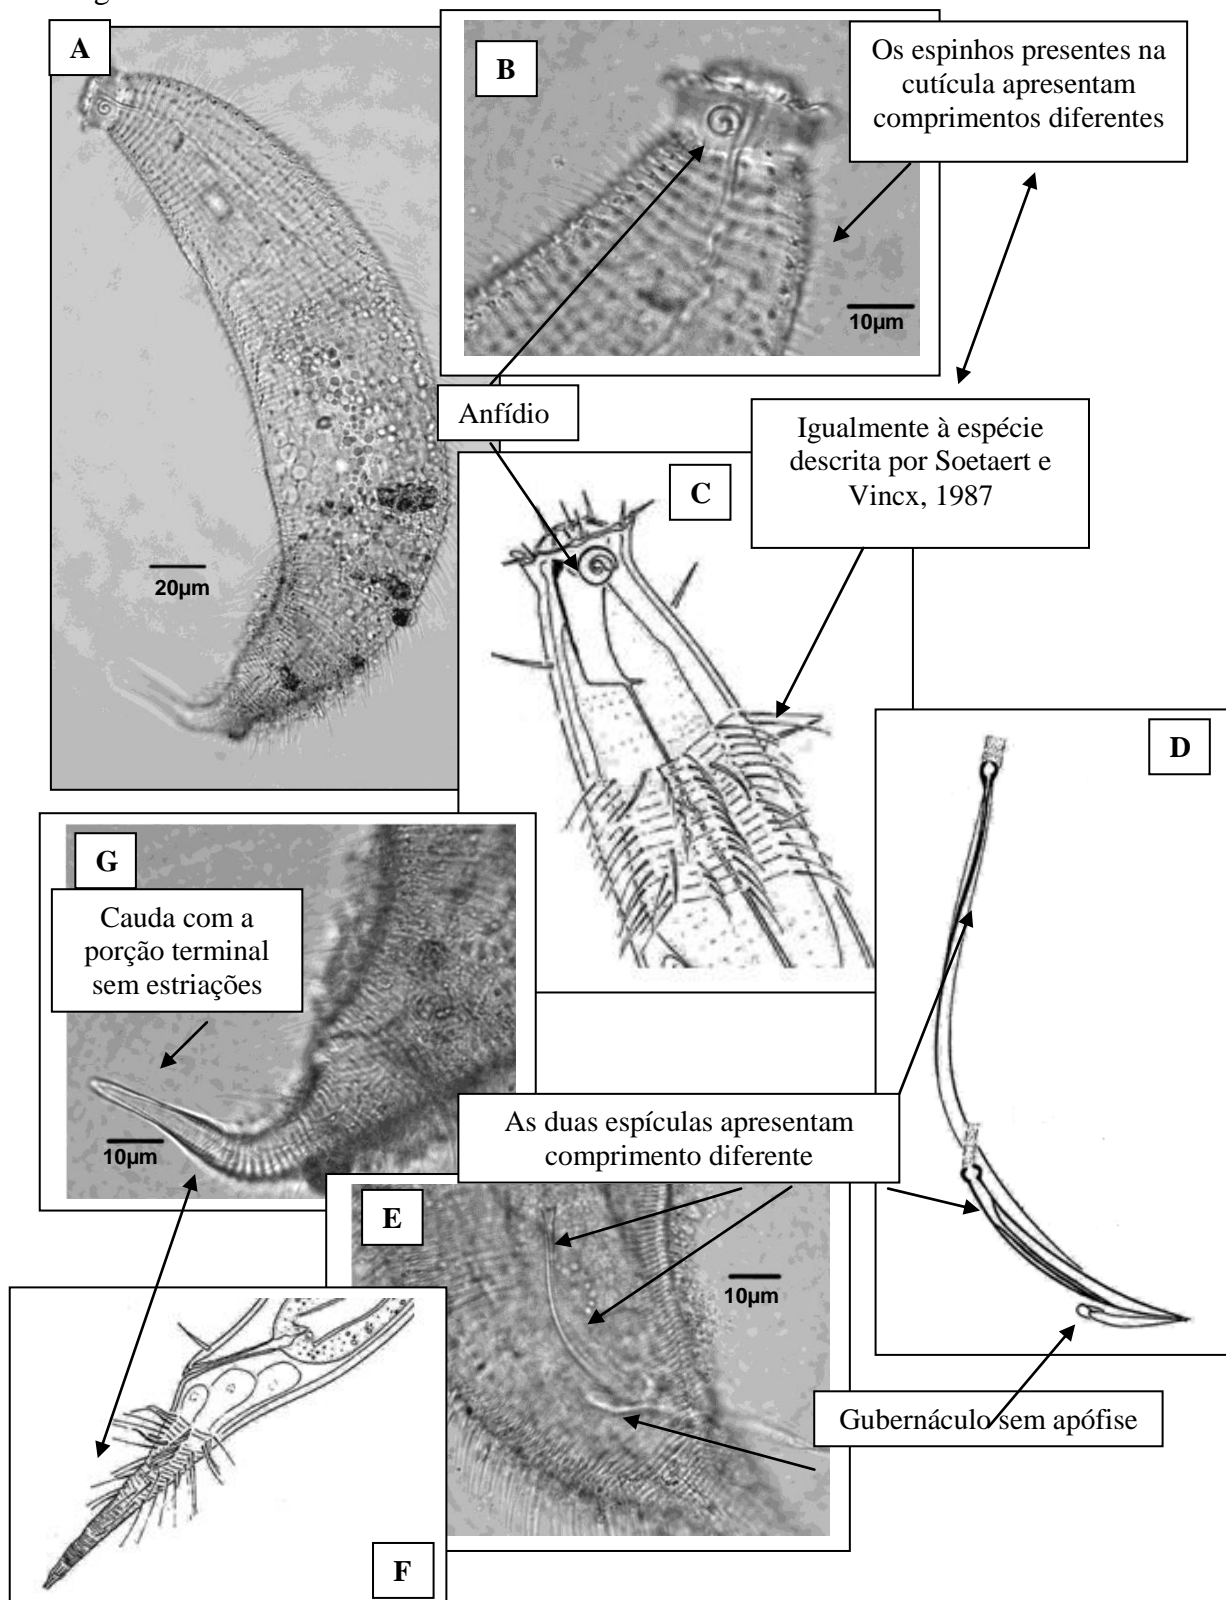 A
B
Os espinhos presentes na
cutícula apresentam
comprimentos diferentes
10µm
Anfídio
Igualmente à espécie
descrita por Soetaert e
Vincx, 1987
C
20µm
D
G
Cauda com a
porção terminal
sem estriações
10µm
As duas espículas apresentam
comprimento diferente
E
10µm
Gubernáculo sem apófise
F